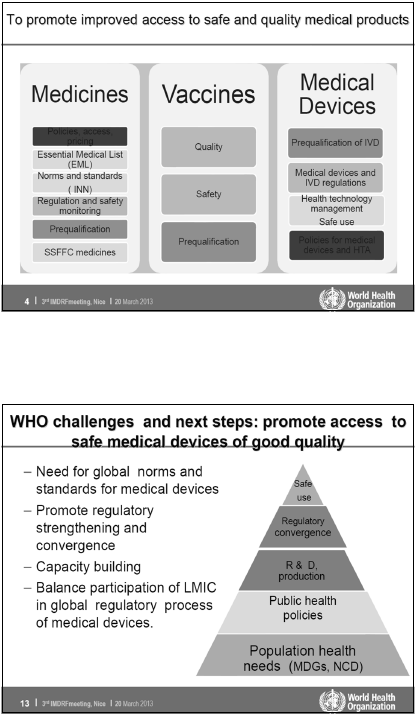 To promote improved access to safe and quality medical products
Medicines
Policies, access,
pricing
Essential Medical List
(EML)
Norms and standards
( INN)
Regulation and safety
monitoring
Prequalification
SSFFC medicines
Vaccines
Quality
Safety
Prequalification
Medical
Devices
Prequalification of IVD
Medical devices and
IVD regulations
Health technology
management
Safe use
Policies for medical
devices and HTA
4 | 3rd IMDRFmeeting, Nice | 20 March 2013
World Health
Organization
WHO challenges and next steps: promote access to
safe medical devices of good quality
– Need for global norms and
standards for medical devices
– Promote regulatory
strengthening and
convergence
– Capacity building
– Balance participation of LMIC
in global regulatory process
of medical devices.
Safe
use
Regulatory
convergence
R & D,
production
Public health
policies
Population health
needs (MDGs, NCD)
13 | 3rd IMDRFmeeting, Nice | 20 March 2013
World Health
Organization